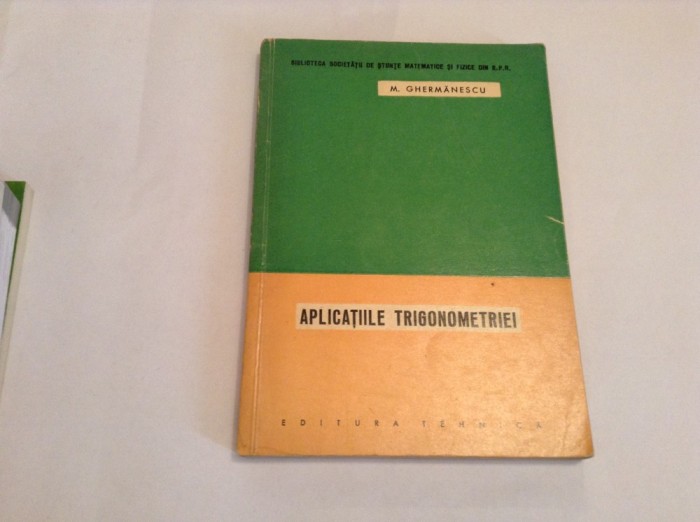 BIBLIOTECA SOCIETĂȚII DE ȘTIINȚE MATEMATICE ȘI FIZICE DIN R.P.R.
M. GHERMĂNESCU
APLICAȚIILE TRIGONOMETRIEI
EDITURA TEHNICĂ